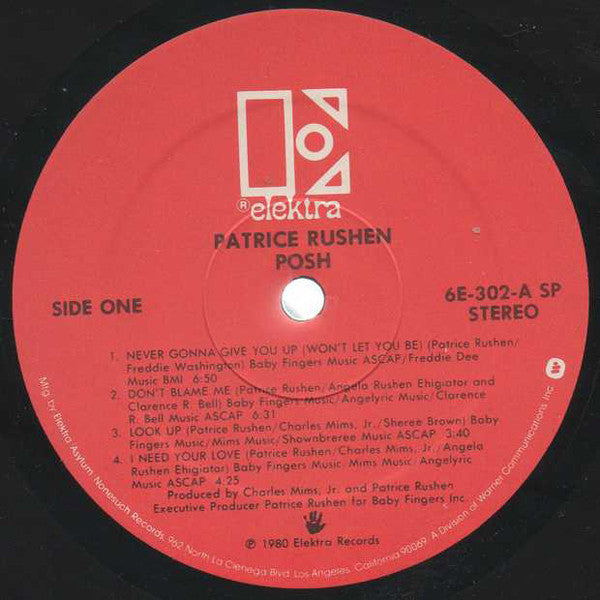 ® elektra
PATRICE RUSHEN
POSH
SIDE ONE
6E-302-A SP
STEREO
1. NEVER GONNA GIVE YOU UP (WON'T LET YOU BE) (Patrice Rushen/
Freddie Washington) Baby Fingers Music ASCAP/Freddie Dee
Music BMI 6:50
2. DON'T BLAME ME (Patrice Rushen/Angela Rushen Ehigiator and
Clarence R. Bell) Baby Fingers Music/Angelyric Music/Clarence
R. Bell Music ASCAP 6:31
3. LOOK UP (Patrice Rushen/Charles Mims, Jr./Sheree Brown) Baby
Fingers Music/Mims Music/Shownbreree Music ASCAP 3:40
4. I NEED YOUR LOVE (Patrice Rushen/Charles Mims, Jr./Angela
Rushen Ehigiator) Baby Fingers Music. Mims Music. Angelyric
Music ASCAP 4:25
Produced by Charles Mims, Jr. and Patrice Rushen
Executive Producer Patrice Rushen for Baby Fingers Inc.
℗ 1980 Elektra Records
Mfg. by Elektra/Asylum/Nonesuch Records, 962 North La Cienega Blvd. Los Angeles, California 90069. A Division of Warner Communications Inc.